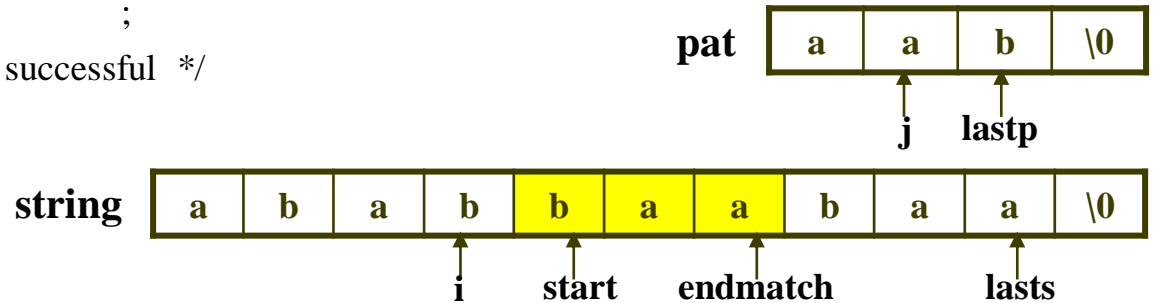 ;
successful */
pat a a b \0
j lastp
string a b a b b a a b a a \0
i start endmatch lasts